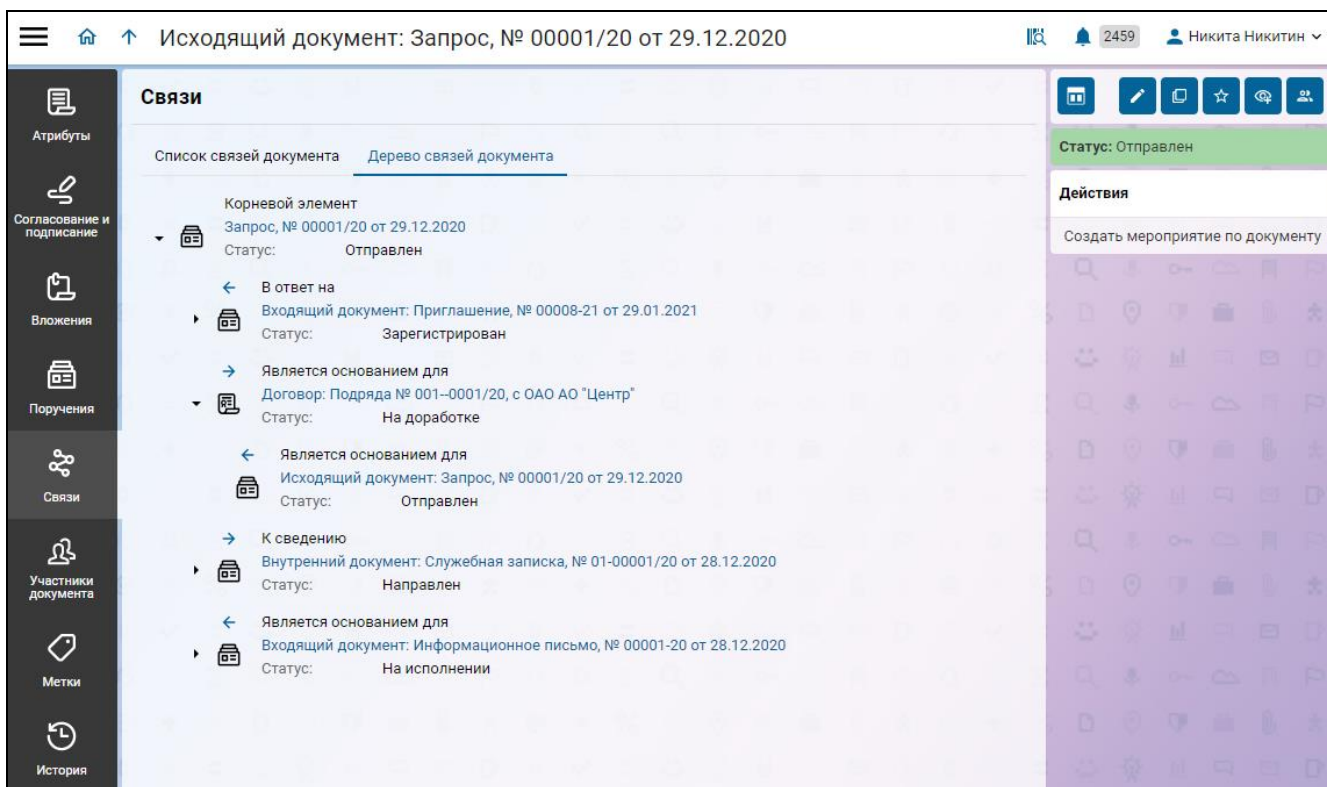 Исходящий документ: Запрос, № 00001/20 от 29.12.2020
2459
Никита Никитин
Атрибуты
Согласование и
подписание
Вложения
Поручения
Связи
Участники
документа
Метки
История
Связи
Список связей документа
Дерево связей документа
Корневой элемент
Запрос, № 00001/20 от 29.12.2020
Статус: Отправлен
В ответ на
Входящий документ: Приглашение, № 00008-21 от 29.01.2021
Статус: Зарегистрирован
Является основанием для
Договор: Подряда № 001--0001/20, с ОАО АО "Центр"
Статус: На доработке
Является основанием для
Исходящий документ: Запрос, № 00001/20 от 29.12.2020
Статус: Отправлен
К сведению
Внутренний документ: Служебная записка, № 01-00001/20 от 28.12.2020
Статус: Направлен
Является основанием для
Входящий документ: Информационное письмо, № 00001-20 от 28.12.2020
Статус: На исполнении
Статус: Отправлен
Действия
Создать мероприятие по документу